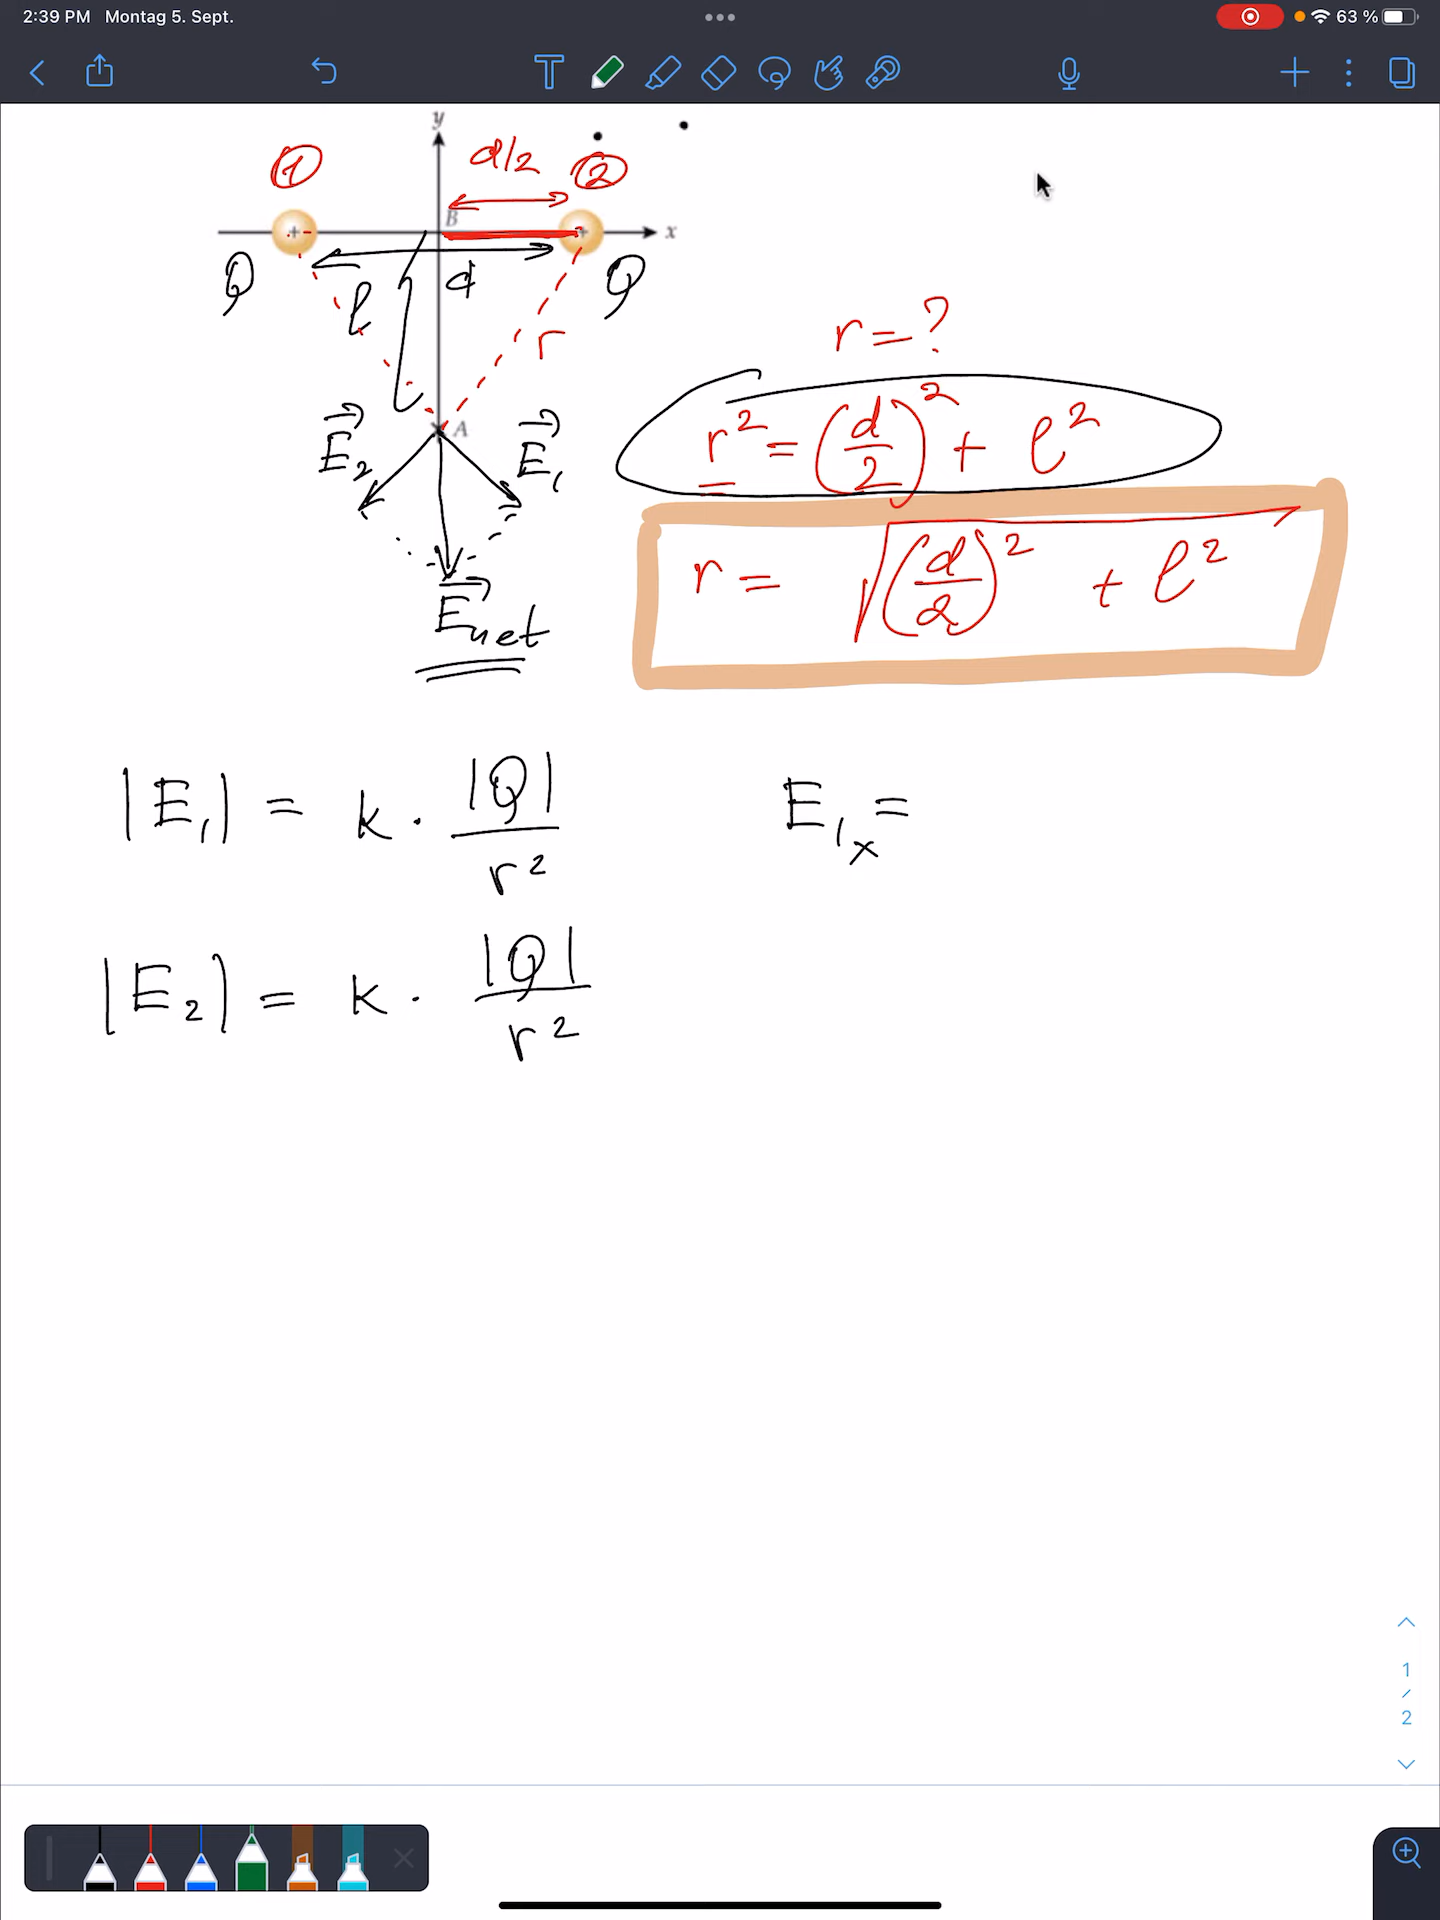 2:39 PM Montag 5. Sept.
63 %
y
d/2
① ②
B
x
Q l d Q
r
r = ?
r² = (d/2)² + l²
A
E₂⃗ E₁⃗
r = √((d/2)² + l²)
E⃗net
|E₁| = k · |Q|/r² E₁ₓ =
|E₂| = k · |Q|/r²
1
/
2